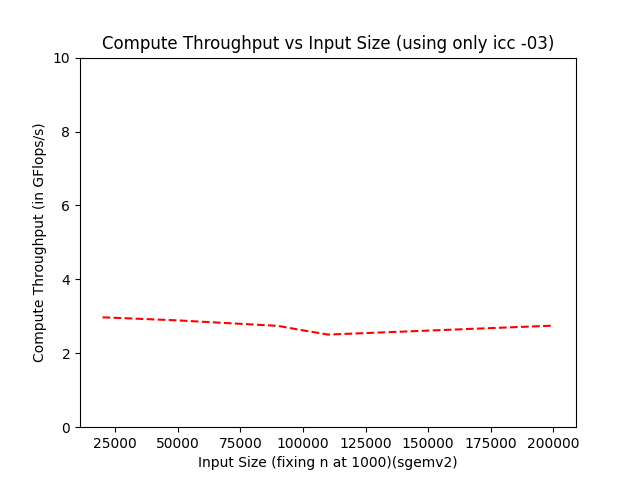 Compute Throughput vs Input Size (using only icc -03)
Compute Throughput (in GFlops/s)
10
8
6
4
2
0
25000 50000 75000 100000 125000 150000 175000 200000
Input Size (fixing n at 1000)(sgemv2)